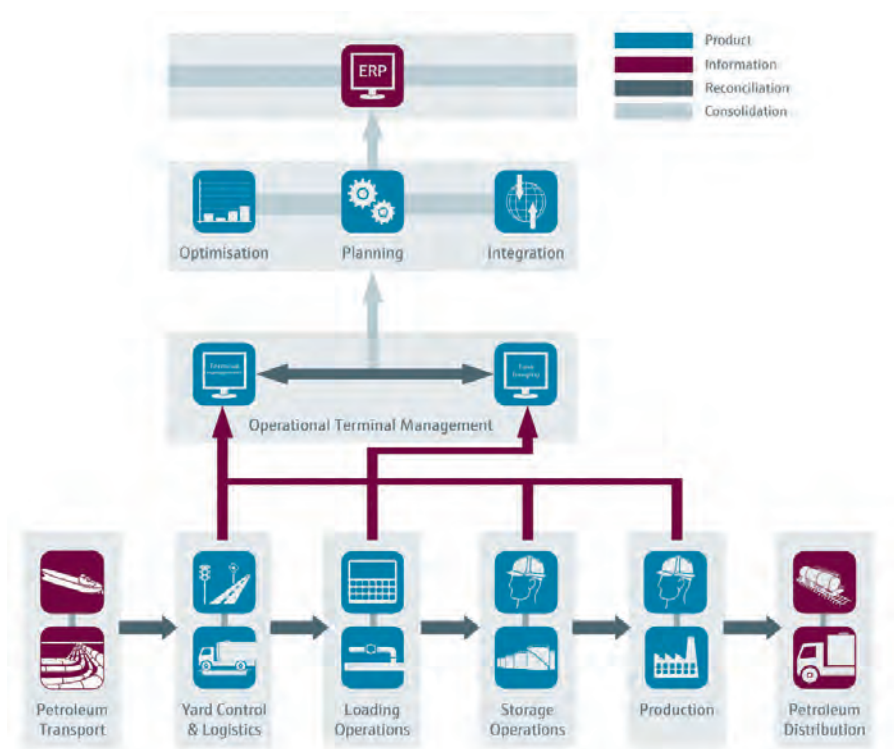 ERP
Product
Information
Reconciliation
Consolidation
Optimisation
Planning
Integration
Terminal
Operational Terminal Management
Petroleum
Transport
Yard Control
& Logistics
Loading
Operations
Storage
Operations
Production
Petroleum
Distribution